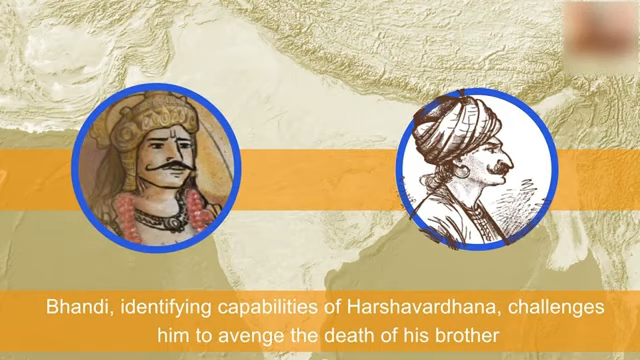 Bhandi, identifying capabilities of Harshavardhana, challenges
him to avenge the death of his brother